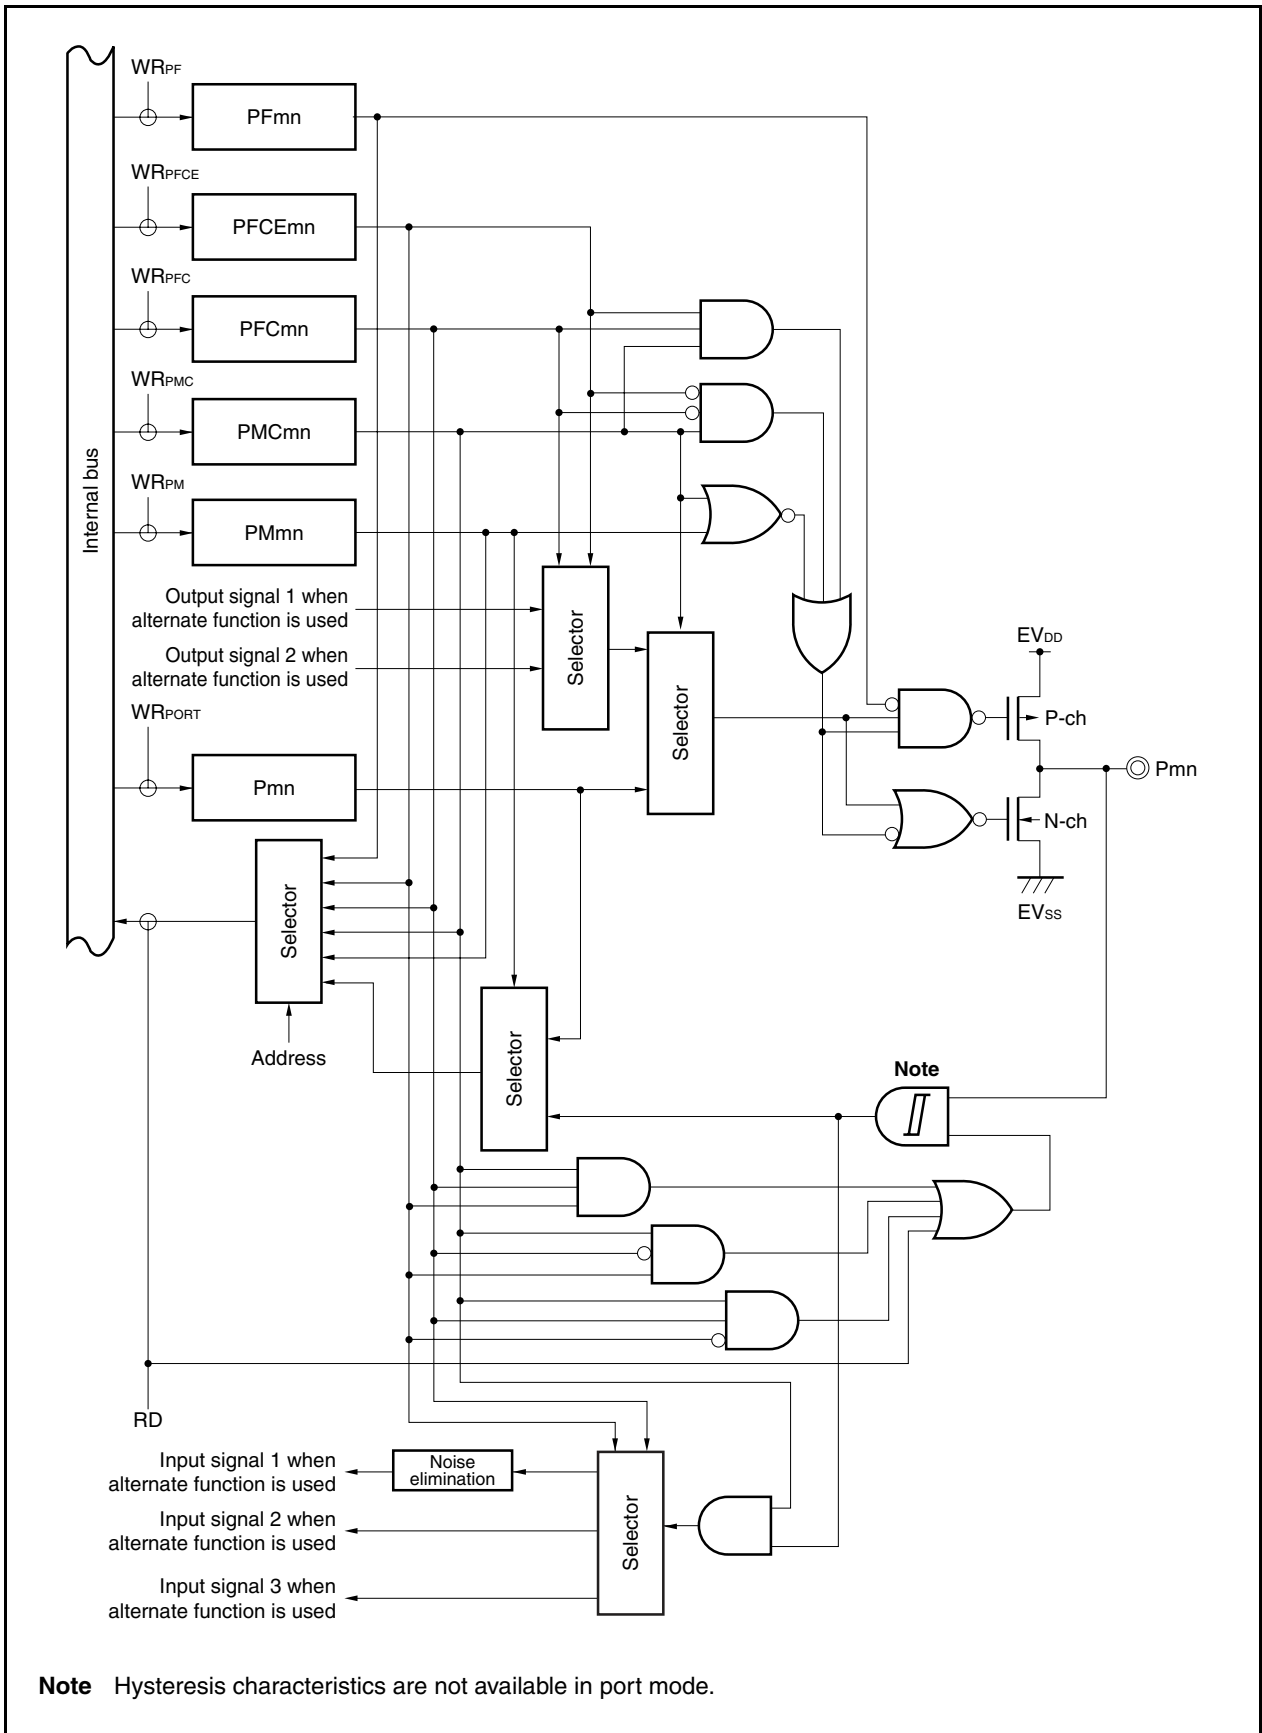 WRPF
PFmn
WRPFCE
PFCEmn
WRPFC
PFCmn
WRPMC
PMCmn
WRPM
PMmn
Internal bus
Output signal 1 when
alternate function is used
Output signal 2 when
alternate function is used
Selector
Selector
EVDD
P-ch
Pmn
N-ch
EVSS
WRPORT
Pmn
Selector
Address
Selector
Note
RD
Input signal 1 when
alternate function is used
Noise
elimination
Input signal 2 when
alternate function is used
Input signal 3 when
alternate function is used
Selector
Note Hysteresis characteristics are not available in port mode.